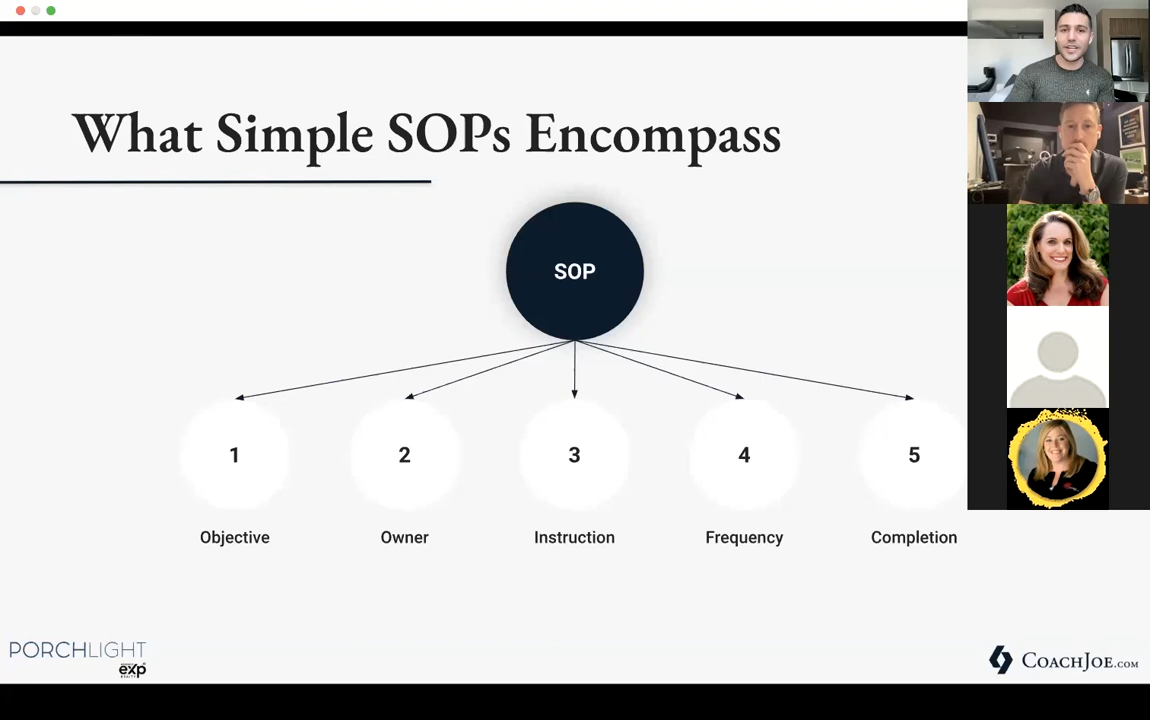 What Simple SOPs Encompass
SOP
1 2 3 4 5
Objective Owner Instruction Frequency Completion
PORCHLIGHT
exp
REALTY
COACHJOE.COM